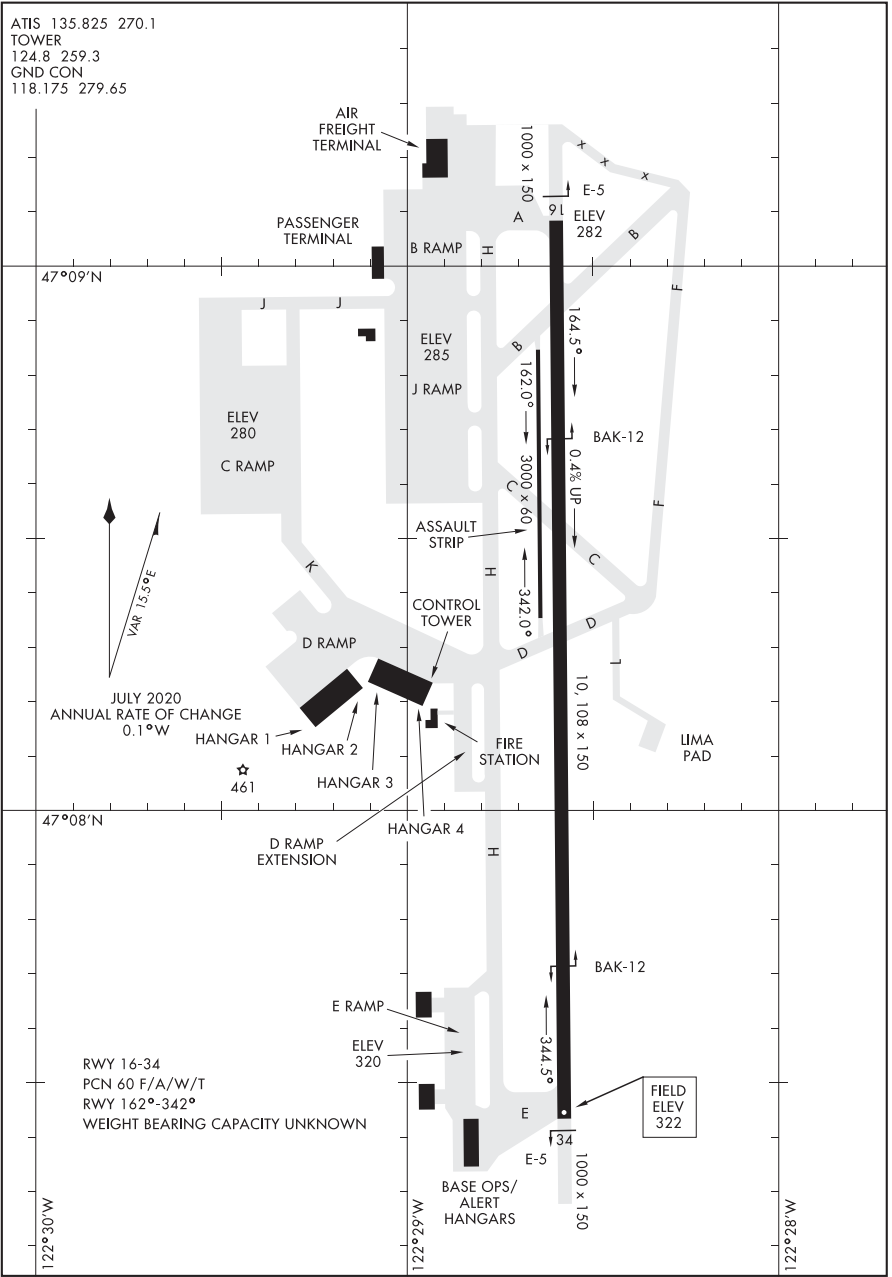 ATIS 135.825 270.1
TOWER
124.8 259.3
GND CON
118.175 279.65
AIR
FREIGHT
TERMINAL
1000 x 150
x
x
x
E-5
16
ELEV
282
A
B
PASSENGER
TERMINAL
B RAMP
H
47°09'N
F
J
J
164.5°
ELEV
285
B
J RAMP
162.0°
ELEV
280
C RAMP
BAK-12
0.4% UP
3000 x 60
C
F
ASSAULT
STRIP
C
VAR 15.5°E
K
H
342.0°
CONTROL
TOWER
D
D
D RAMP
L
JULY 2020
ANNUAL RATE OF CHANGE
0.1°W
HANGAR 1
HANGAR 2
HANGAR 3
HANGAR 4
FIRE
STATION
10, 108 x 150
LIMA
PAD
461
47°08'N
D RAMP
EXTENSION
H
BAK-12
E RAMP
ELEV
320
344.5°
RWY 16-34
PCN 60 F/A/W/T
RWY 162°-342°
WEIGHT BEARING CAPACITY UNKNOWN
FIELD
ELEV
322
E
34
E-5
1000 x 150
BASE OPS/
ALERT
HANGARS
122°30'W
122°29'W
122°28'W